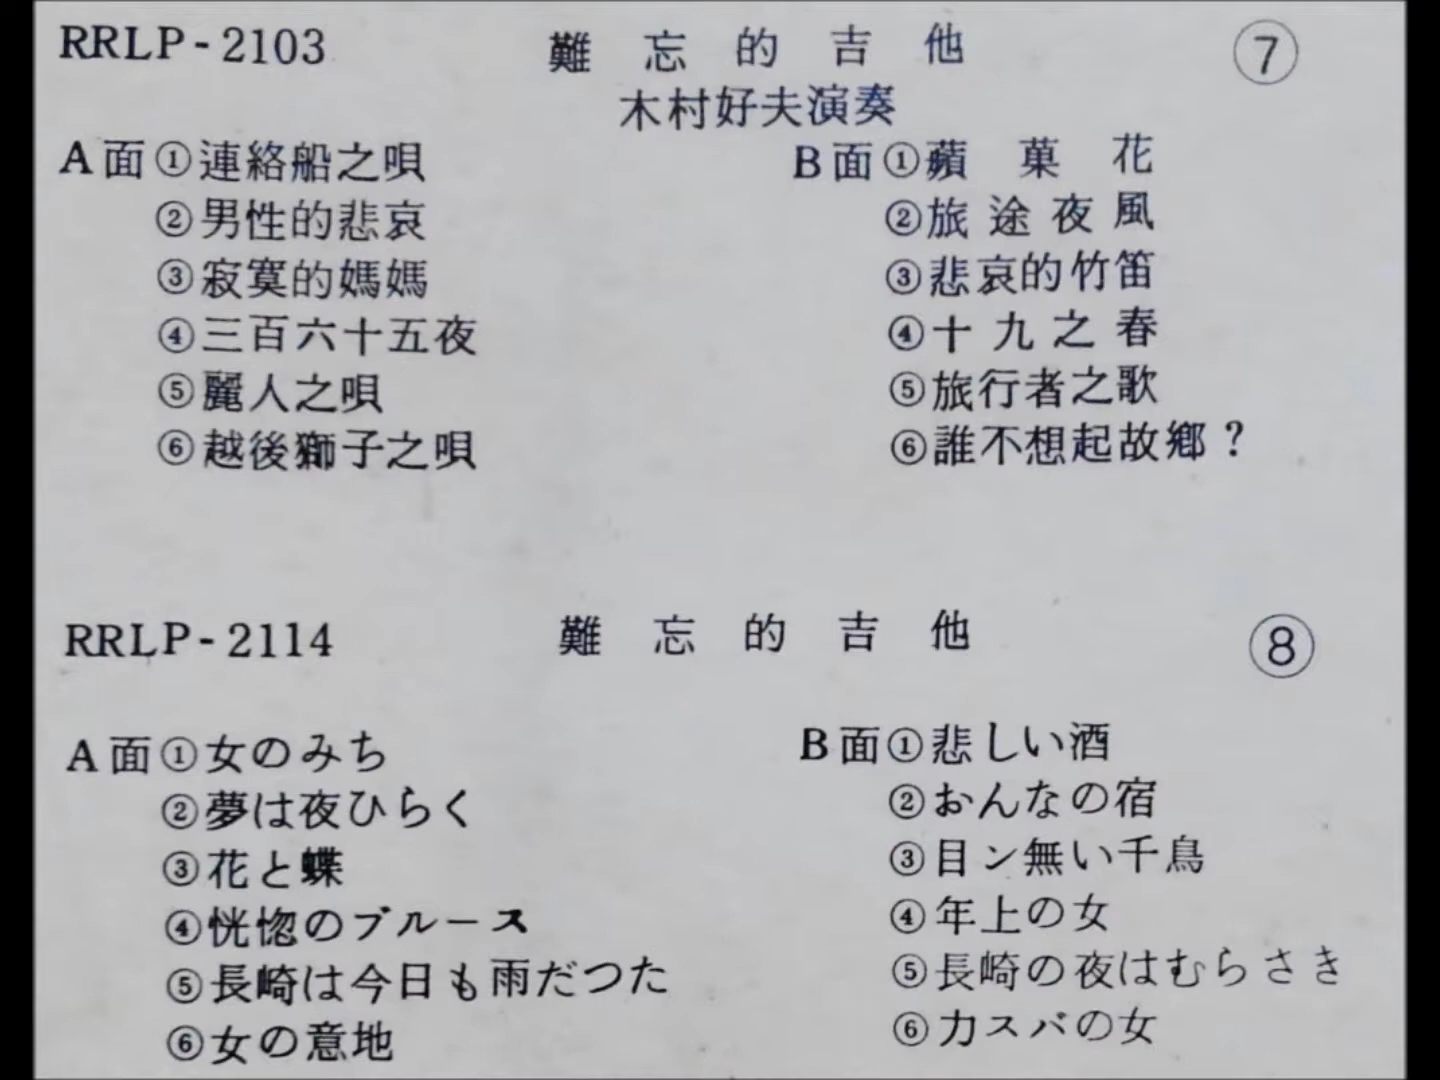 RRLP-2103 難忘的吉他 ⑦
木村好夫演奏
A面①連絡船之唄
②男性的悲哀
③寂寞的媽媽
④三百六十五夜
⑤麗人之唄
⑥越後獅子之唄
B面①蘋菓花
②旅途夜風
③悲哀的竹笛
④十九之春
⑤旅行者之歌
⑥誰不想起故鄉？
RRLP-2114 難忘的吉他 ⑧
A面①女のみち
②夢は夜ひらく
③花と蝶
④恍惚のブルース
⑤長崎は今日も雨だつた
⑥女の意地
B面①悲しい酒
②おんなの宿
③目ン無い千鳥
④年上の女
⑤長崎の夜はむらさき
⑥カスバの女